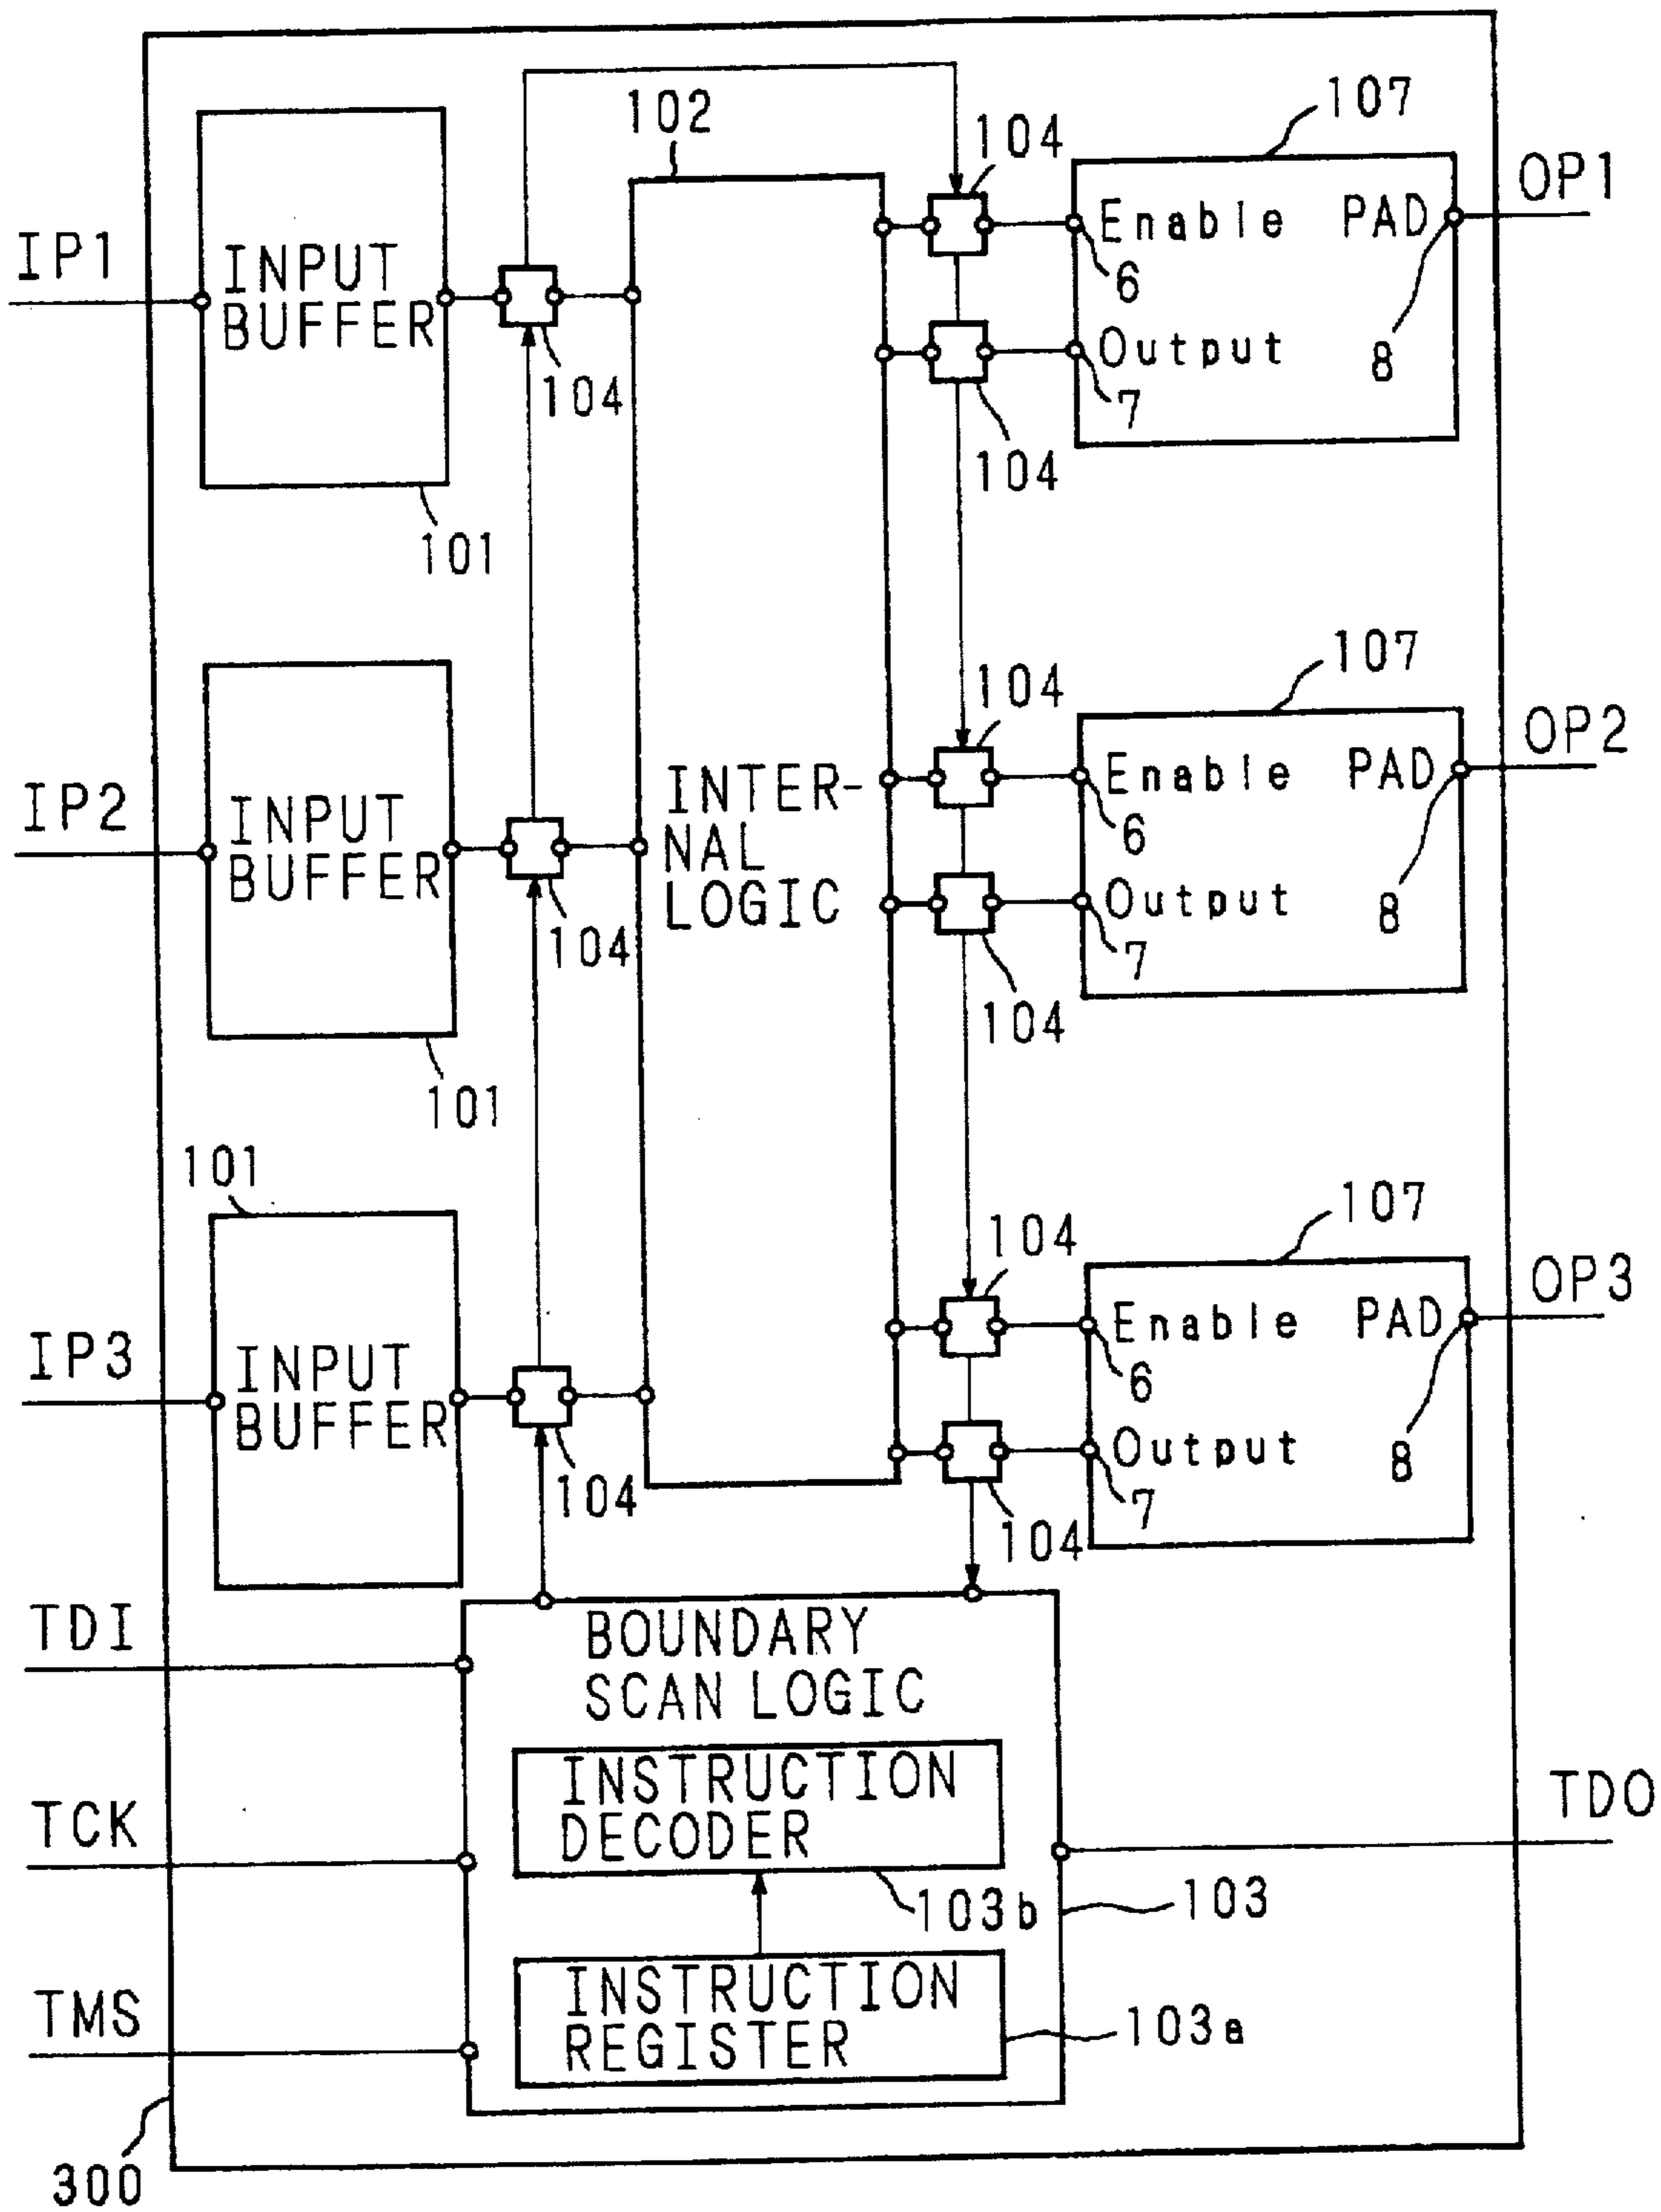 102
107
104
OP1
Enable PAD
IP1
INPUT
BUFFER
6
Output
8
104
7
104
101
107
104
OP2
IP2
INPUT
BUFFER
INTER-
NAL
LOGIC
Enable PAD
6
Output
8
104
7
104
101
101
107
104
OP3
IP3
INPUT
BUFFER
Enable PAD
6
Output
8
104
7
104
TDI
BOUNDARY
SCAN LOGIC
TCK
INSTRUCTION
DECODER
TDO
103b
103
TMS
INSTRUCTION
REGISTER
103a
300